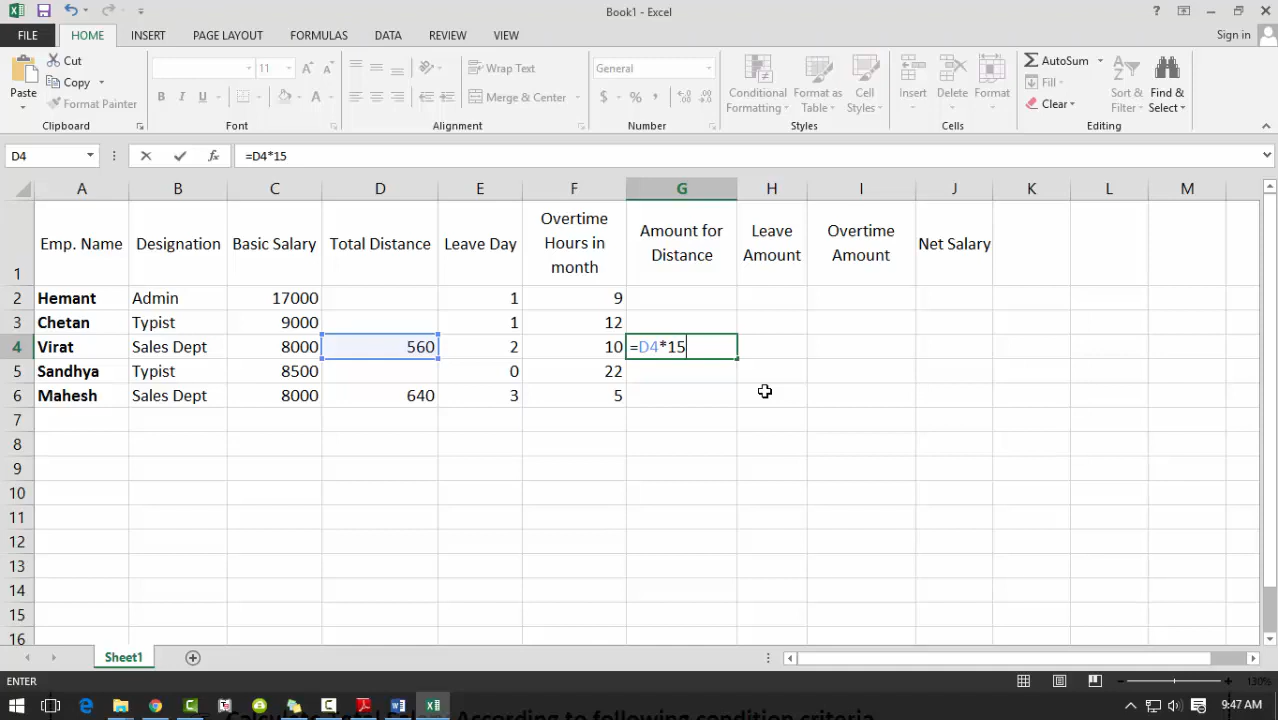 Book1 - Excel
?
FILE HOME INSERT PAGE LAYOUT FORMULAS DATA REVIEW VIEW Sign in
Paste
Cut
Copy
Format Painter
Clipboard
11 A A
B I U A
Font
Wrap Text
Merge & Center
Alignment
General
$ % ,
Number
Conditional Formatting
Format as Table
Cell Styles
Styles
Insert Delete Format
Cells
AutoSum
Fill
Clear
Sort & Filter
Find & Select
Editing
D4 fx =D4*15
A B C D E F G H I J K L M
1 Emp. Name Designation Basic Salary Total Distance Leave Day Overtime Hours in month Amount for Distance Leave Amount Overtime Amount Net Salary
2 Hemant Admin 17000 1 9
3 Chetan Typist 9000 1 12
4 Virat Sales Dept 8000 560 2 10 =D4*15
5 Sandhya Typist 8500 0 22
6 Mahesh Sales Dept 8000 640 3 5
7
8
9
10
11
12
13
14
15
16
Sheet1
ENTER 130%
9:47 AM
Calculate Total Salary According to following condition criteria